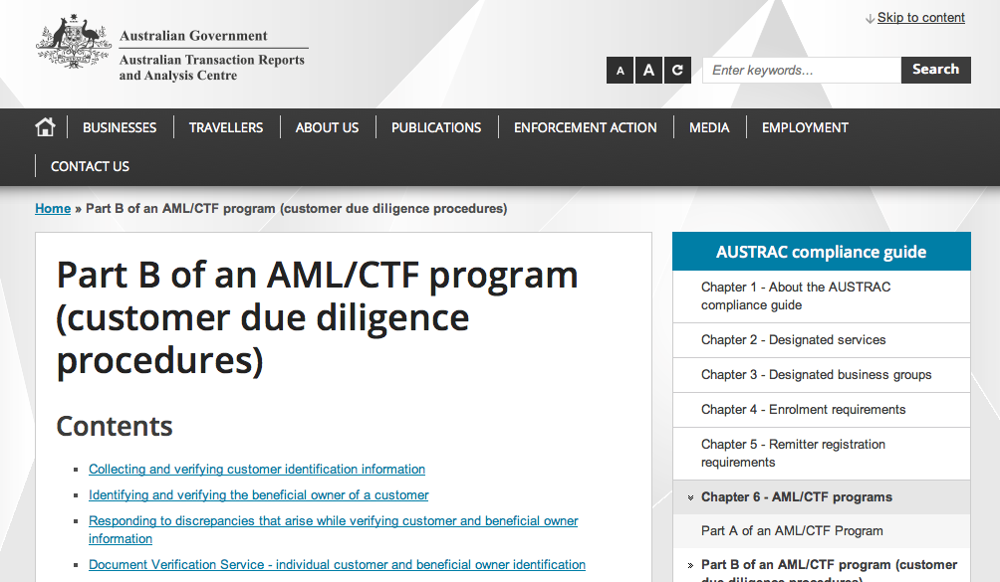 Skip to content
Australian Government
Australian Transaction Reports
and Analysis Centre
A A Enter keywords... Search
BUSINESSES TRAVELLERS ABOUT US PUBLICATIONS ENFORCEMENT ACTION MEDIA EMPLOYMENT
CONTACT US
Home » Part B of an AML/CTF program (customer due diligence procedures)
Part B of an AML/CTF program
(customer due diligence
procedures)
Contents
Collecting and verifying customer identification information
Identifying and verifying the beneficial owner of a customer
Responding to discrepancies that arise while verifying customer and beneficial owner
information
Document Verification Service - individual customer and beneficial owner identification
AUSTRAC compliance guide
Chapter 1 - About the AUSTRAC
compliance guide
Chapter 2 - Designated services
Chapter 3 - Designated business groups
Chapter 4 - Enrolment requirements
Chapter 5 - Remitter registration
requirements
Chapter 6 - AML/CTF programs
Part A of an AML/CTF Program
Part B of an AML/CTF program (customer
due diligence procedures)